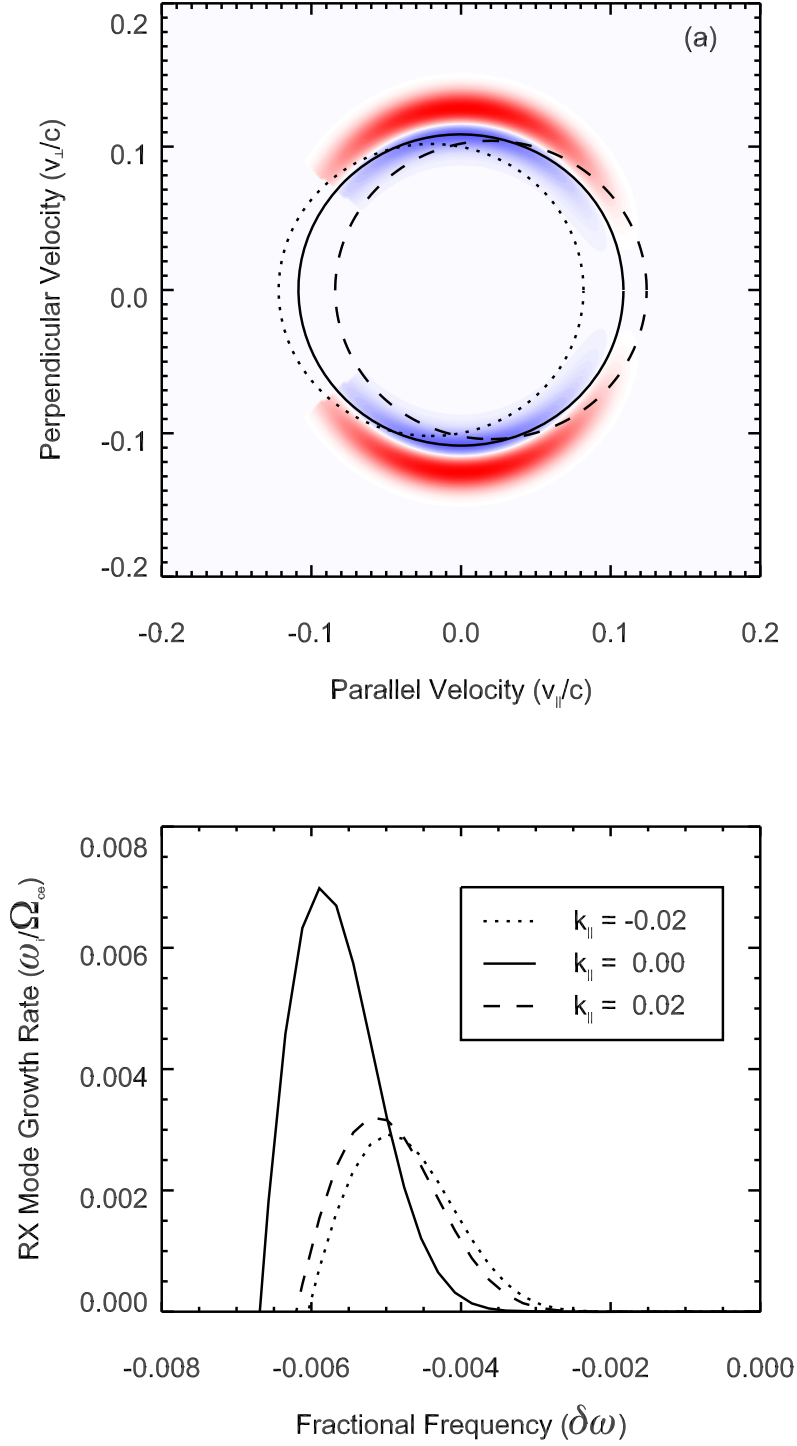 (a)
0.2
0.1
0.0
-0.1
-0.2
Perpendicular Velocity (v⊥/c)
-0.2 -0.1 0.0 0.1 0.2
Parallel Velocity (v||/c)
0.008
0.006
0.004
0.002
0.000
RX Mode Growth Rate (ωi/Ωce)
k|| = -0.02
k|| = 0.00
k|| = 0.02
-0.008 -0.006 -0.004 -0.002 0.000
Fractional Frequency (δω)